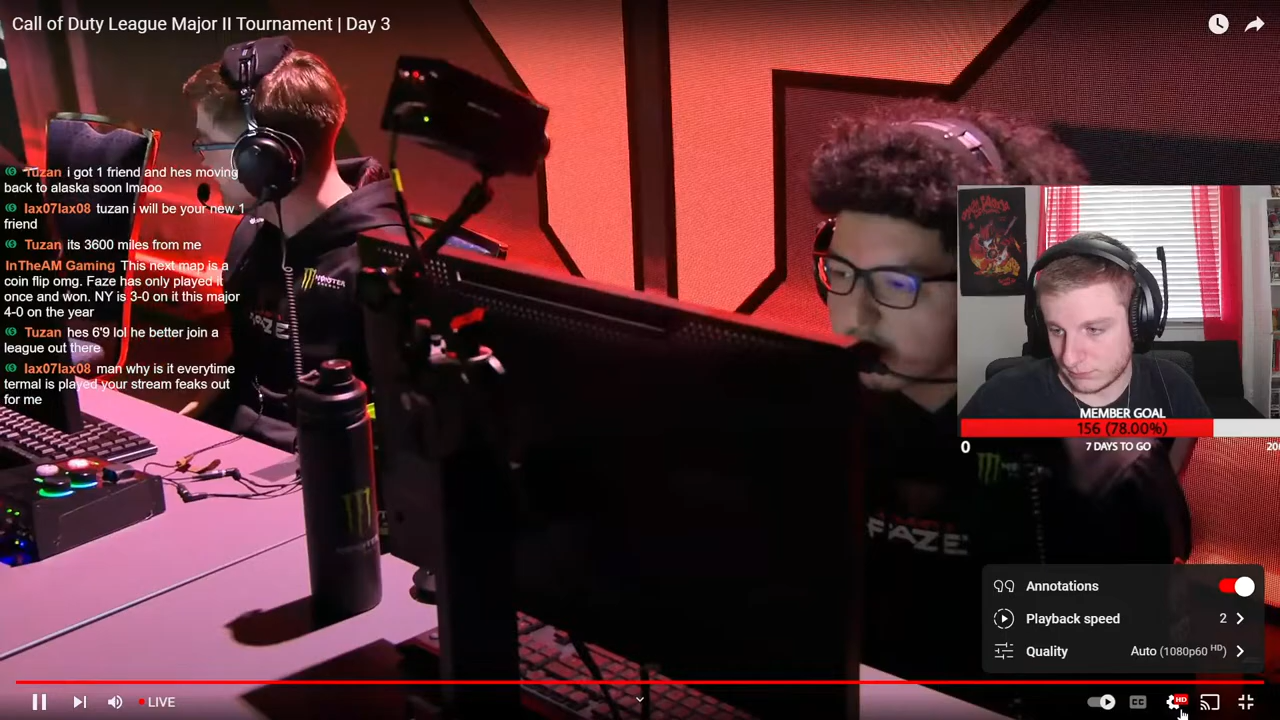 Call of Duty League Major II Tournament | Day 3
Tuzan i got 1 friend and hes moving
back to alaska soon lmaoo
lax07lax08 tuzan i will be your new 1
friend
Tuzan its 3600 miles from me
InTheAM Gaming This next map is a
coin flip omg. Faze has only played it
once and won. NY is 3-0 on it this major
4-0 on the year
Tuzan hes 6'9 lol he better join a
league out there
lax07lax08 man why is it everytime
termal is played your stream feaks out
for me
MONSTER
FAZE
FAZE
MEMBER GOAL
156 (78.00%)
0
7 DAYS TO GO
Annotations
Playback speed 2
Quality Auto (1080p60 HD)
LIVE
CC
HD